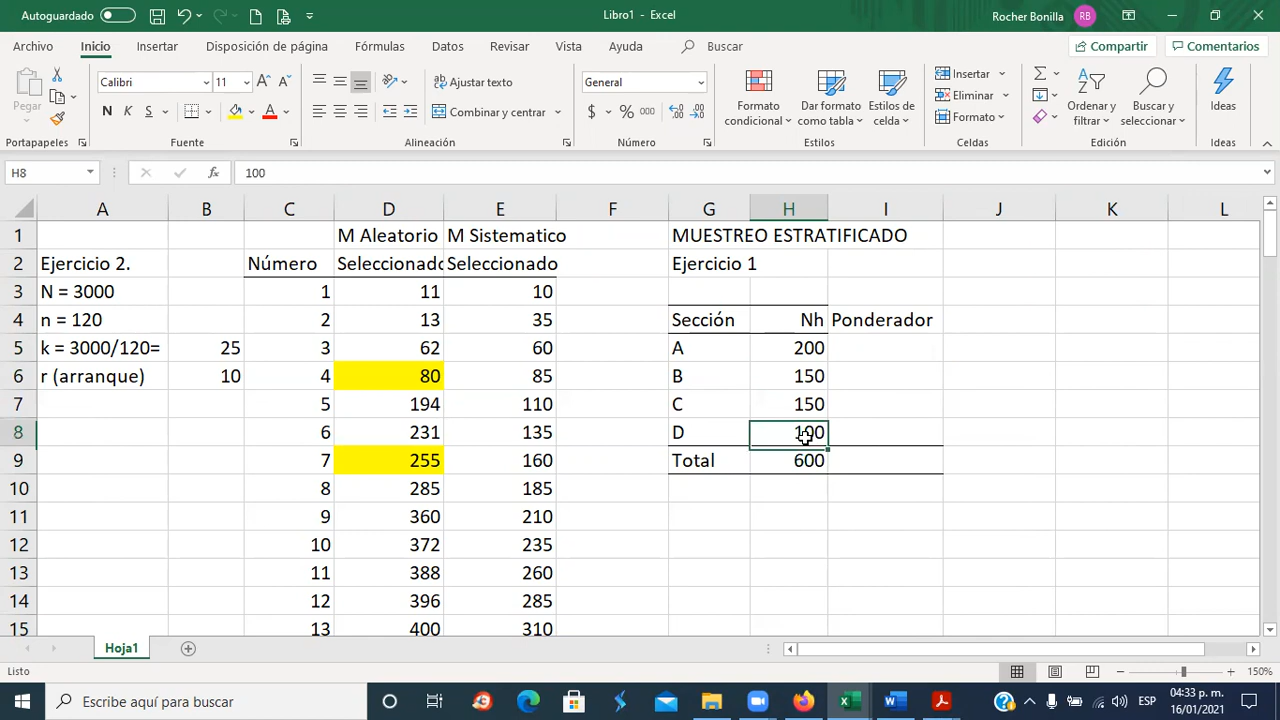 Autoguardado
Libro1 - Excel
Rocher Bonilla RB
Archivo Inicio Insertar Disposición de página Fórmulas Datos Revisar Vista Ayuda Buscar Compartir Comentarios
Pegar
Calibri 11
Ajustar texto
General
Formato condicional
Dar formato como tabla
Estilos de celda
Insertar
Eliminar
Formato
Ordenar y filtrar
Buscar y seleccionar
Ideas
N K S
Combinar y centrar
$ % 000
Portapapeles Fuente Alineación Número Estilos Celdas Edición Ideas
H8 fx 100
A B C D E F G H I J K L
1 M Aleatorio M Sistematico MUESTREO ESTRATIFICADO
2 Ejercicio 2. Número Seleccionado Seleccionado Ejercicio 1
3 N = 3000 1 11 10
4 n = 120 2 13 35 Sección Nh Ponderador
5 k = 3000/120= 25 3 62 60 A 200
6 r (arranque) 10 4 80 85 B 150
7 5 194 110 C 150
8 6 231 135 D 100
9 7 255 160 Total 600
10 8 285 185
11 9 360 210
12 10 372 235
13 11 388 260
14 12 396 285
15 13 400 310
Hoja1
Listo 150%
Escribe aquí para buscar
ESP
04:33 p. m.
16/01/2021